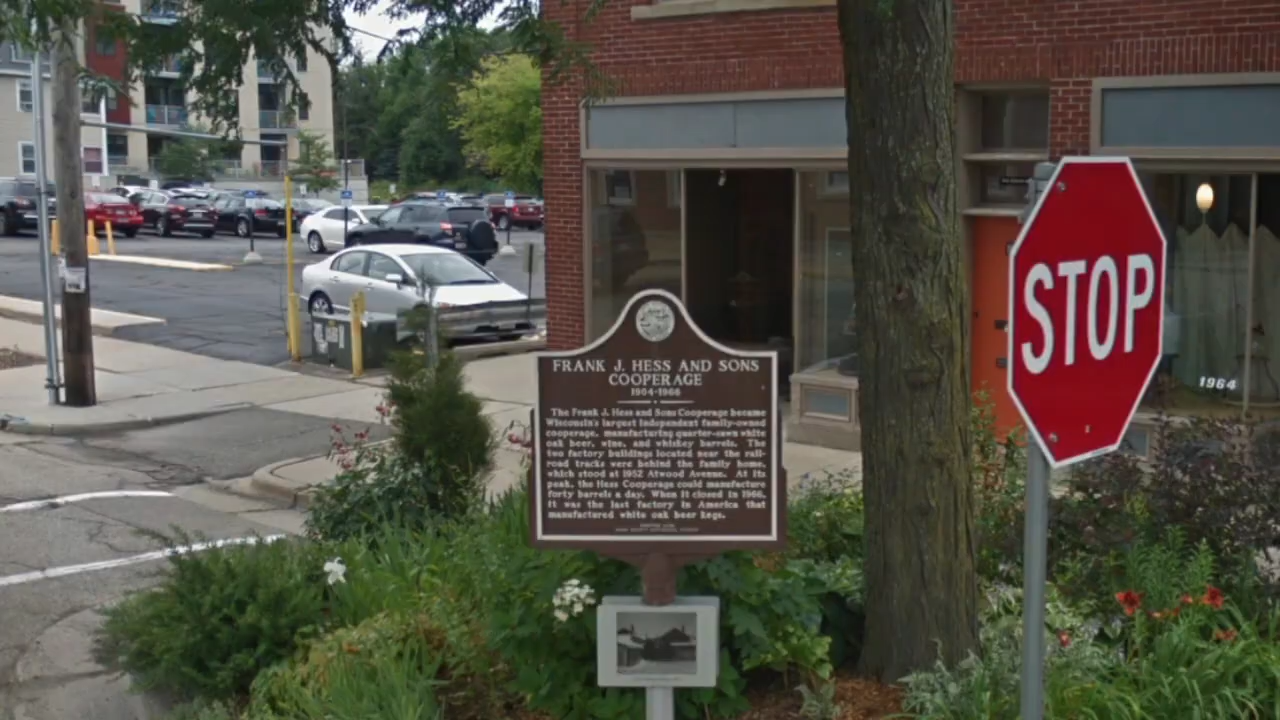 FRANK J. HESS AND SONS
COOPERAGE
1904-1966
The Frank J. Hess and Sons Cooperage became
Wisconsin's largest independent family-owned
cooperage, manufacturing quarter-sawn white
oak beer, wine, and whiskey barrels. The
two factory buildings located near the rail-
road tracks were behind the family home,
which stood at 1952 Atwood Avenue. At its
peak, the Hess Cooperage could manufacture
forty barrels a day. When it closed in 1966,
it was the last factory in America that
manufactured white oak beer kegs.
STOP
1964